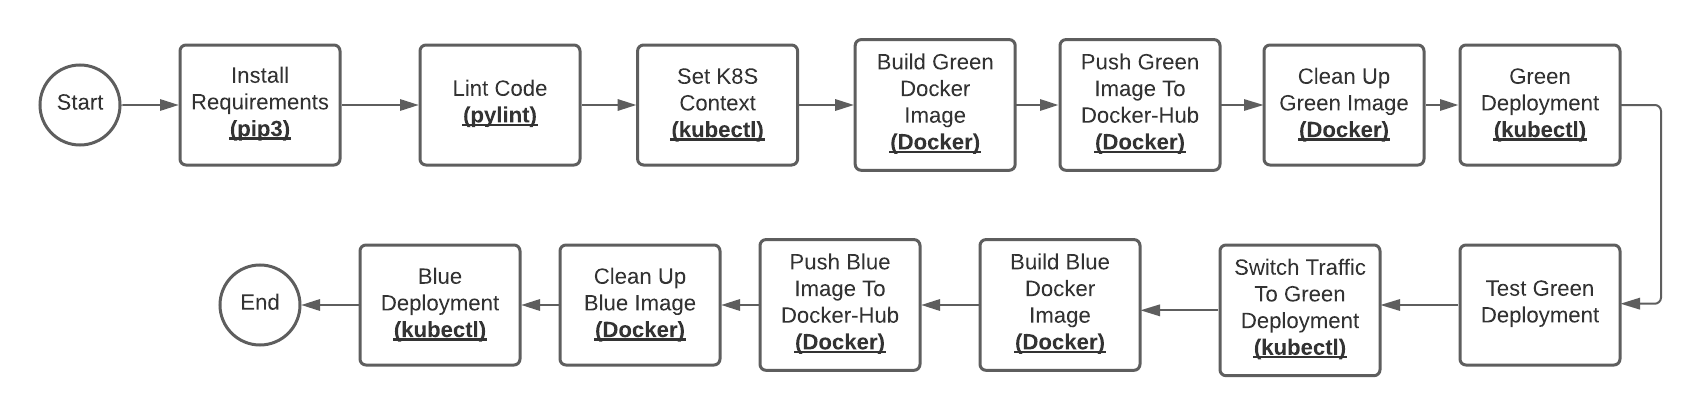 Start
Install
Requirements
(pip3)
Lint Code
(pylint)
Set K8S
Context
(kubectl)
Build Green
Docker
Image
(Docker)
Push Green
Image To
Docker-Hub
(Docker)
Clean Up
Green Image
(Docker)
Green
Deployment
(kubectl)
Test Green
Deployment
Switch Traffic
To Green
Deployment
(kubectl)
Build Blue
Docker
Image
(Docker)
Push Blue
Image To
Docker-Hub
(Docker)
Clean Up
Blue Image
(Docker)
Blue
Deployment
(kubectl)
End